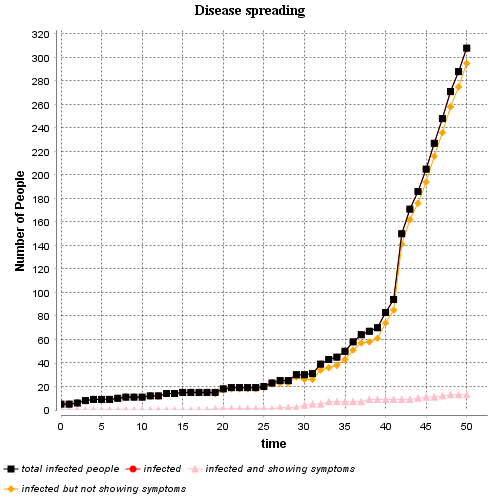 Disease spreading
320
300
280
260
240
220
200
180
160
140
120
100
80
60
40
20
0
Number of People
0 5 10 15 20 25 30 35 40 45 50
time
total infected people infected infected and showing symptoms
infected but not showing symptoms